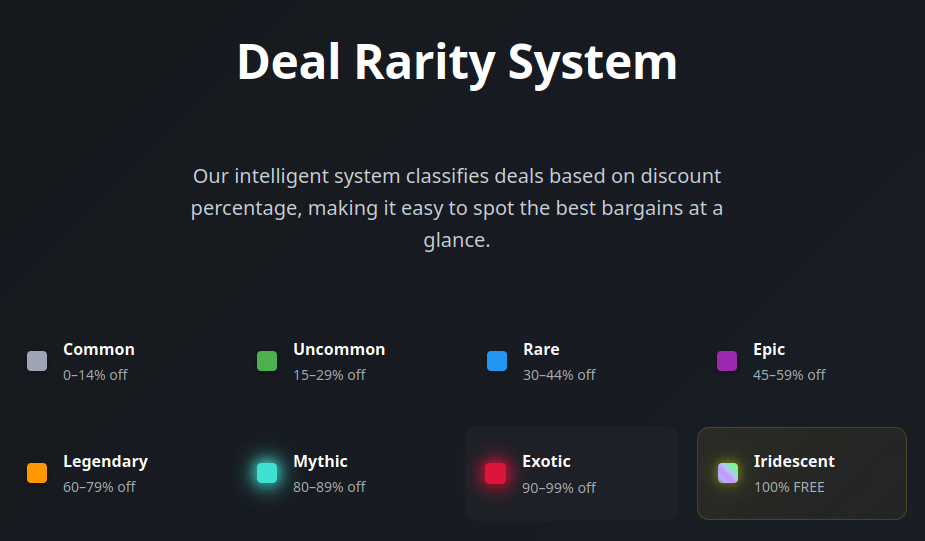 Deal Rarity System
Our intelligent system classifies deals based on discount
percentage, making it easy to spot the best bargains at a
glance.
Common
0–14% off
Uncommon
15–29% off
Rare
30–44% off
Epic
45–59% off
Legendary
60–79% off
Mythic
80–89% off
Exotic
90–99% off
Iridescent
100% FREE